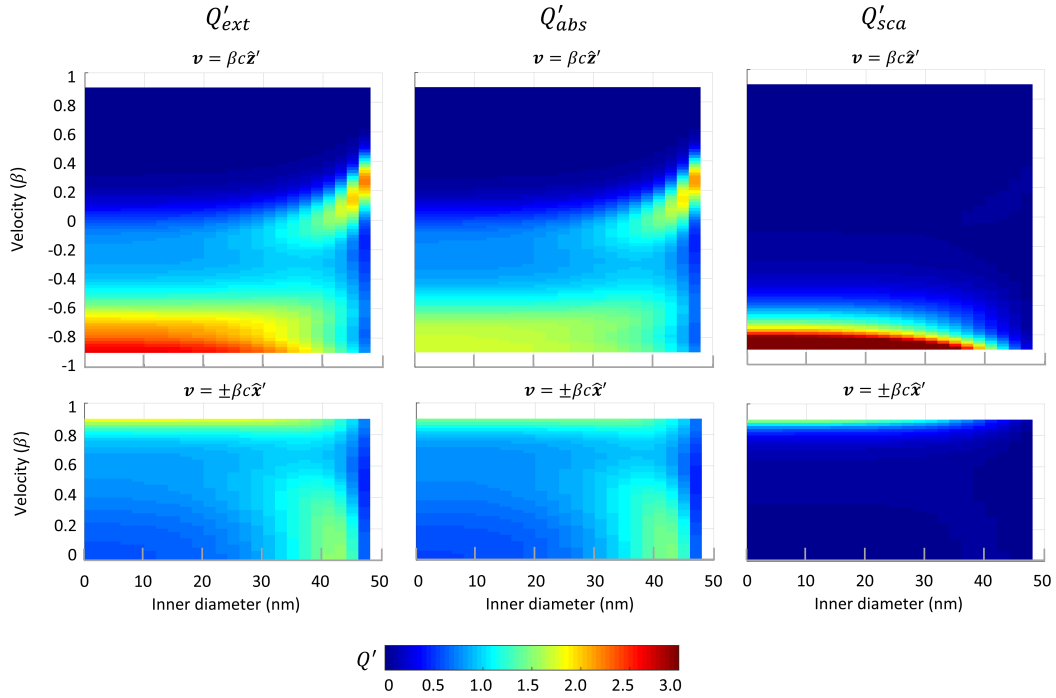 Q′ext Q′abs Q′sca
v = βcẑ′ v = βcẑ′ v = βcẑ′
Velocity (β)
1
0.8
0.6
0.4
0.2
0
-0.2
-0.4
-0.6
-0.8
-1
v = ±βcx̂′ v = ±βcx̂′ v = ±βcx̂′
Velocity (β)
1
0.8
0.6
0.4
0.2
0
0 10 20 30 40 50 0 10 20 30 40 50 0 10 20 30 40 50
Inner diameter (nm) Inner diameter (nm) Inner diameter (nm)
Q′
0 0.5 1.0 1.5 2.0 2.5 3.0